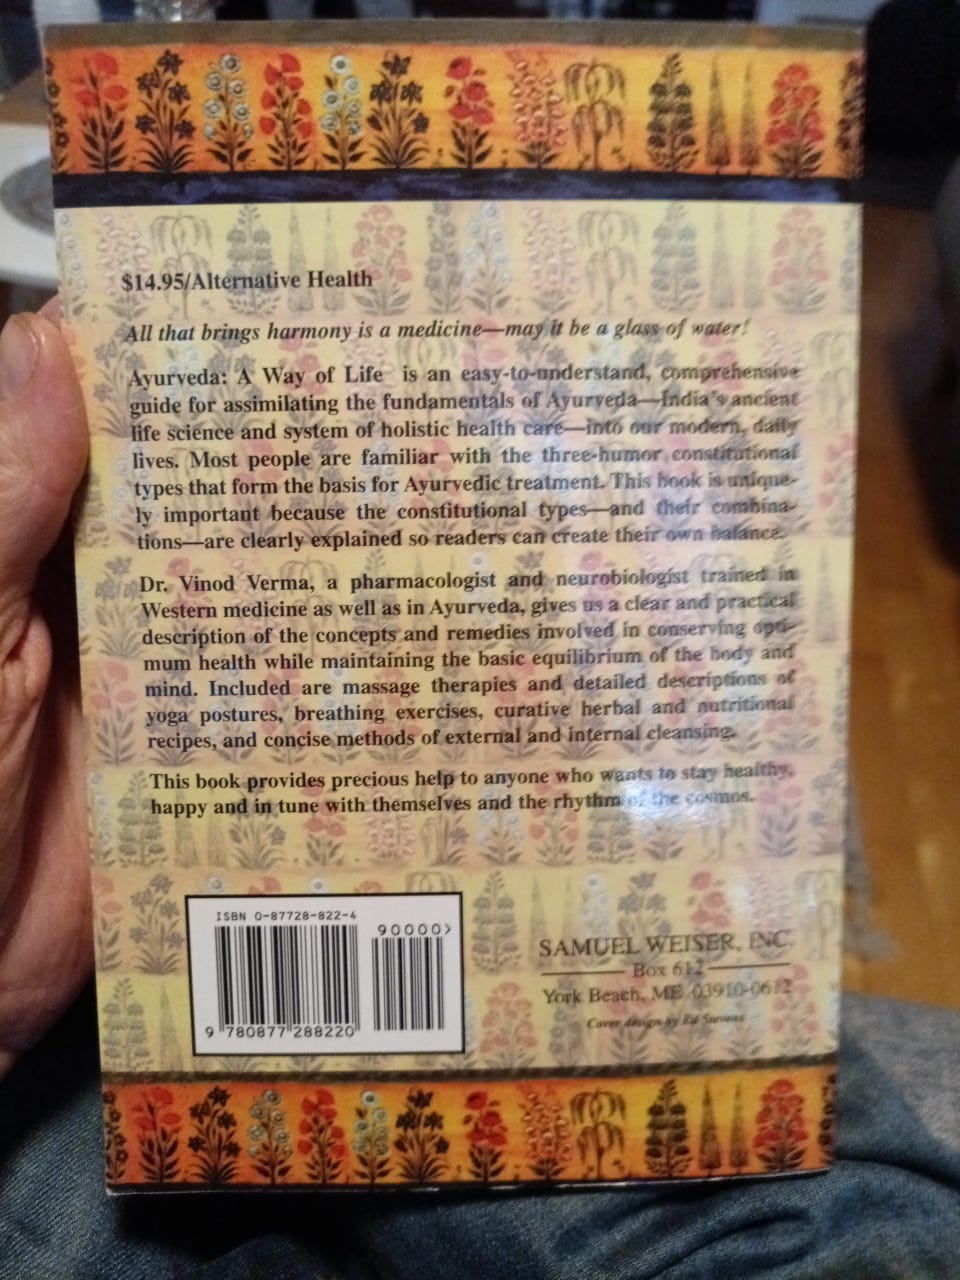 $14.95/Alternative Health
All that brings harmony is a medicine—may it be a glass of water!
Ayurveda: A Way of Life is an easy-to-understand, comprehensive
guide for assimilating the fundamentals of Ayurveda—India's ancient
life science and system of holistic health care—into our modern, daily
lives. Most people are familiar with the three-humor constitutional
types that form the basis for Ayurvedic treatment. This book is unique-
ly important because the constitutional types—and their combina-
tions—are clearly explained so readers can create their own balance.
Dr. Vinod Verma, a pharmacologist and neurobiologist trained in
Western medicine as well as in Ayurveda, gives us a clear and practical
description of the concepts and remedies involved in conserving opti-
mum health while maintaining the basic equilibrium of the body and
mind. Included are massage therapies and detailed descriptions of
yoga postures, breathing exercises, curative herbal and nutritional
recipes, and concise methods of external and internal cleansing.
This book provides precious help to anyone who wants to stay healthy,
happy and in tune with themselves and the rhythm of the cosmos.
ISBN 0-87728-822-4
90000>
9 780877 288220
SAMUEL WEISER, INC.
Box 612
York Beach, ME 03910-0612
Cover design by Ed Stevens